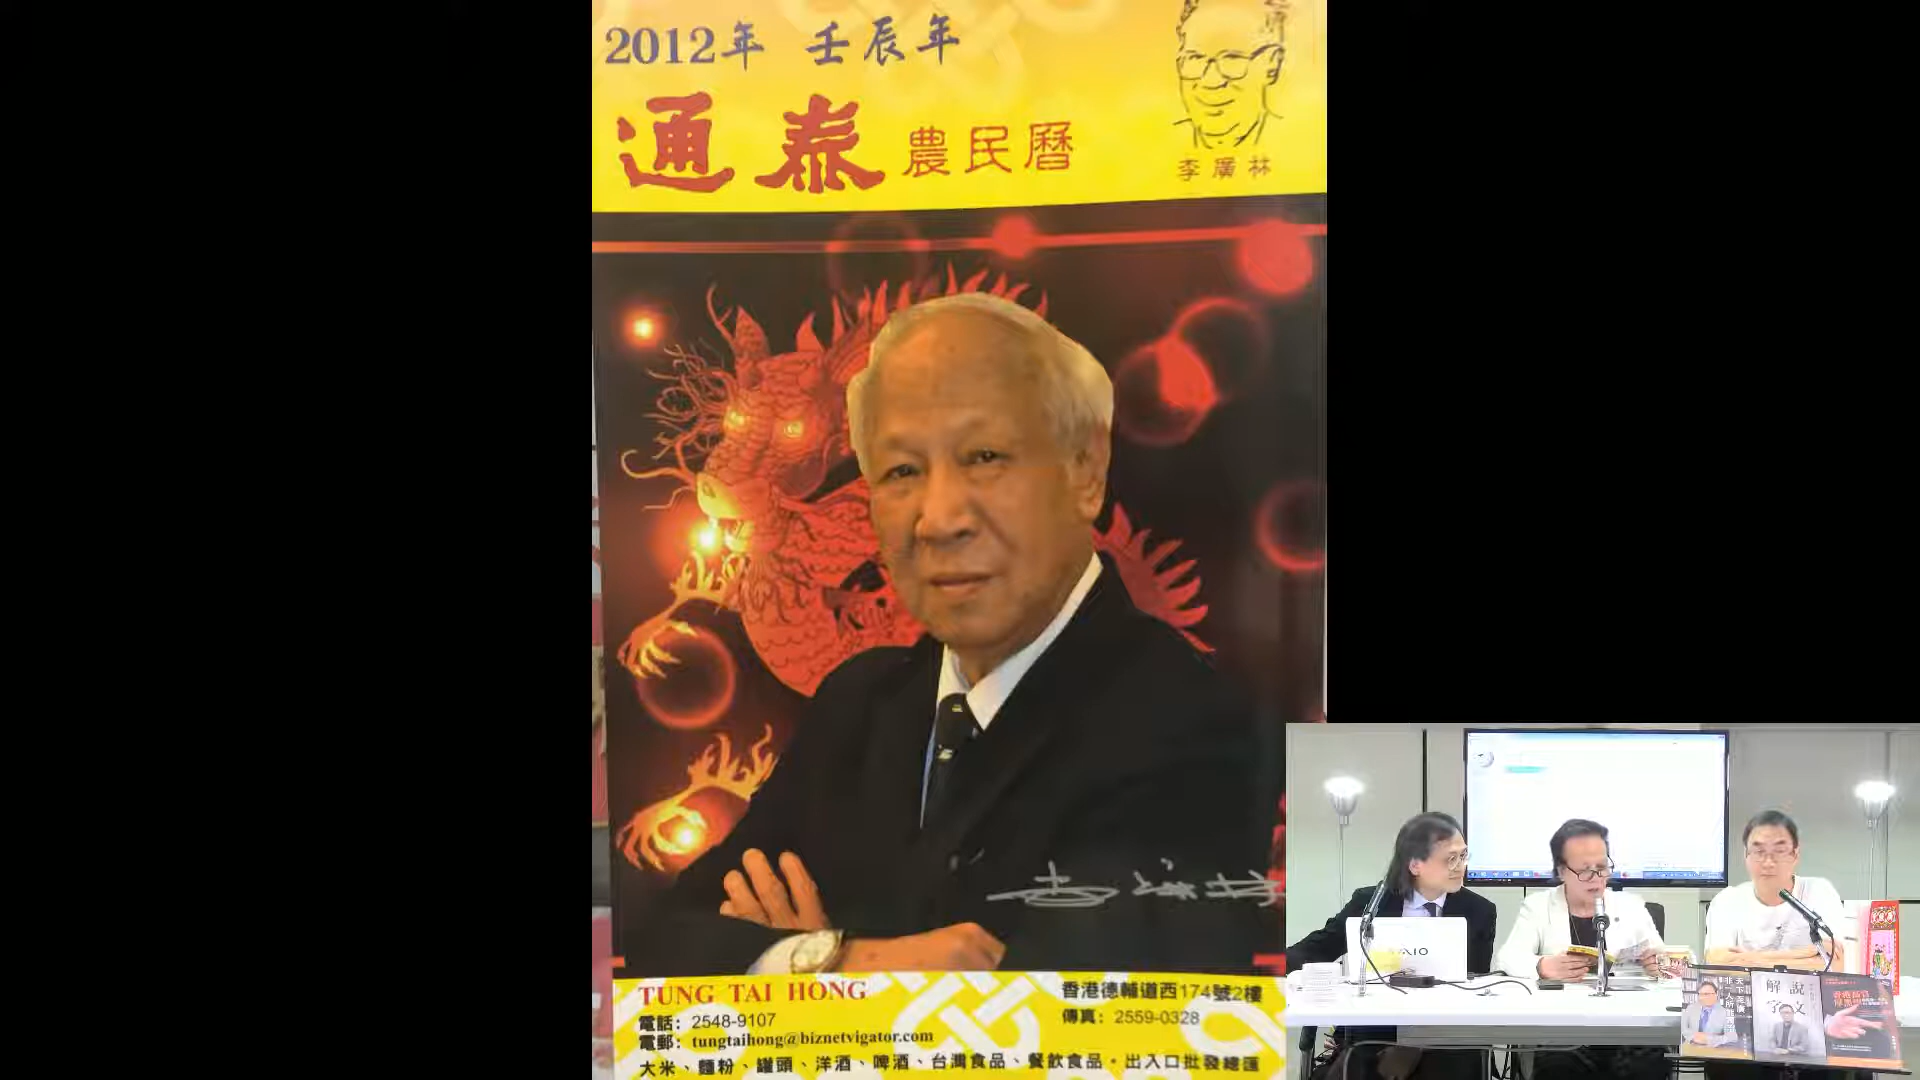 2012年 壬辰年
通泰農民曆
李廣林
TUNG TAI HONG
香港德輔道西174號2樓
電話：2548-9107
傳真：2559-0328
電郵：tungtaihong@biznetvigator.com
大米、麵粉、罐頭、洋酒、啤酒、台灣食品、餐飲食品。出入口批發總匯
VAIO
說文
解字